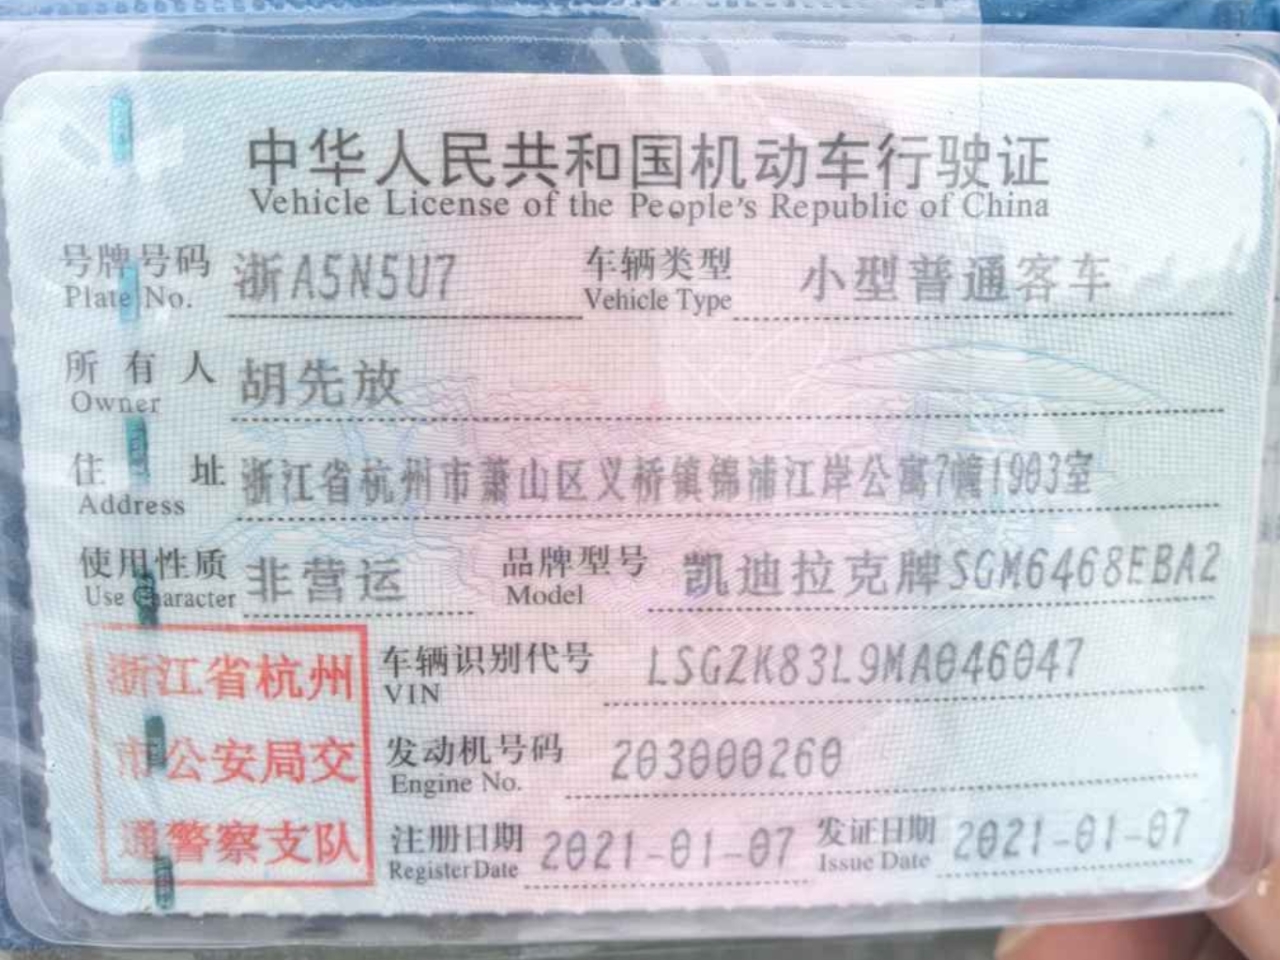 中华人民共和国机动车行驶证
Vehicle License of the People's Republic of China
号牌号码 浙A5N5U7 车辆类型 小型普通客车
Plate No. Vehicle Type
所有人 胡先放
Owner
住址 浙江省杭州市萧山区义桥镇锦浦江岸公寓7幢1903室
Address
使用性质 非营运 品牌型号 凯迪拉克牌SGM6468EBA2
Use Character Model
浙江省杭州市公安局交通警察支队
车辆识别代号 LSGZK83L9MA046047
VIN
发动机号码 203000260
Engine No.
注册日期 2021-01-07 发证日期 2021-01-07
Register Date Issue Date